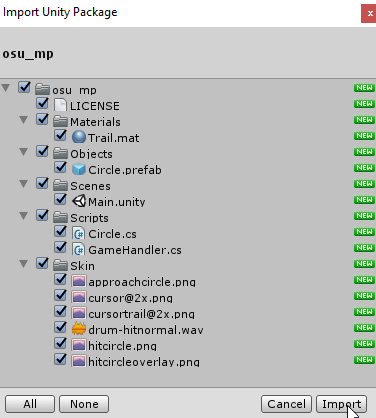 Import Unity Package
x
osu_mp
osu_mp NEW
LICENSE NEW
Materials NEW
Trail.mat NEW
Objects NEW
Circle.prefab NEW
Scenes NEW
Main.unity NEW
Scripts NEW
Circle.cs NEW
GameHandler.cs NEW
Skin NEW
approachcircle.png NEW
cursor@2x.png NEW
cursortrail@2x.png NEW
drum-hitnormal.wav NEW
hitcircle.png NEW
hitcircleoverlay.png NEW
All None Cancel Import